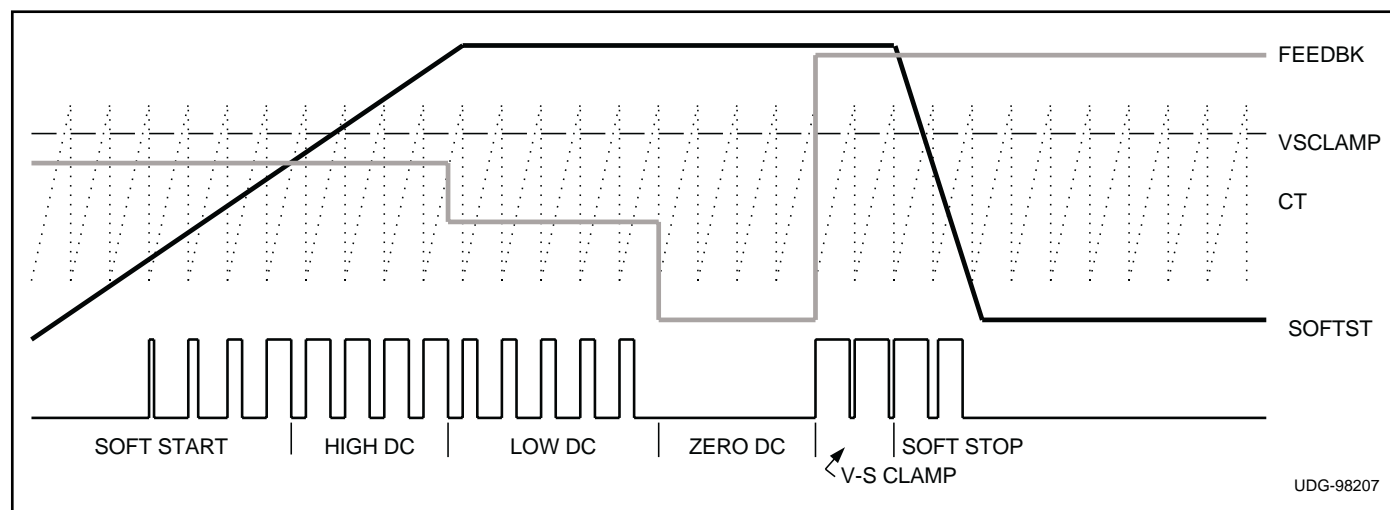 FEEDBK
VSCLAMP
CT
SOFTST
SOFT START
HIGH DC
LOW DC
ZERO DC
SOFT STOP
V-S CLAMP
UDG-98207